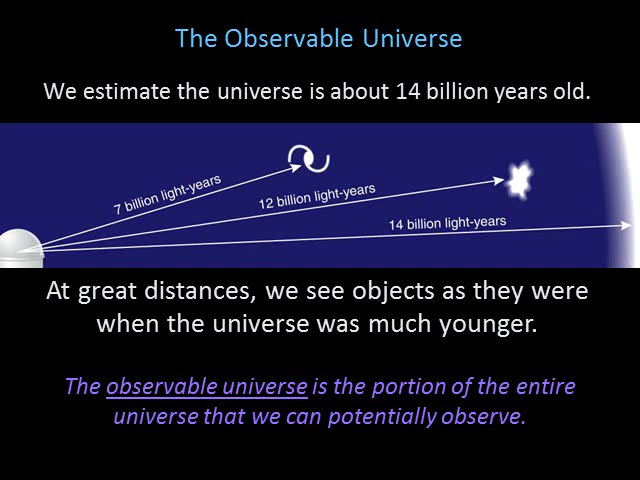 The Observable Universe
We estimate the universe is about 14 billion years old.
7 billion light-years
12 billion light-years
14 billion light-years
At great distances, we see objects as they were
when the universe was much younger.
The observable universe is the portion of the entire
universe that we can potentially observe.